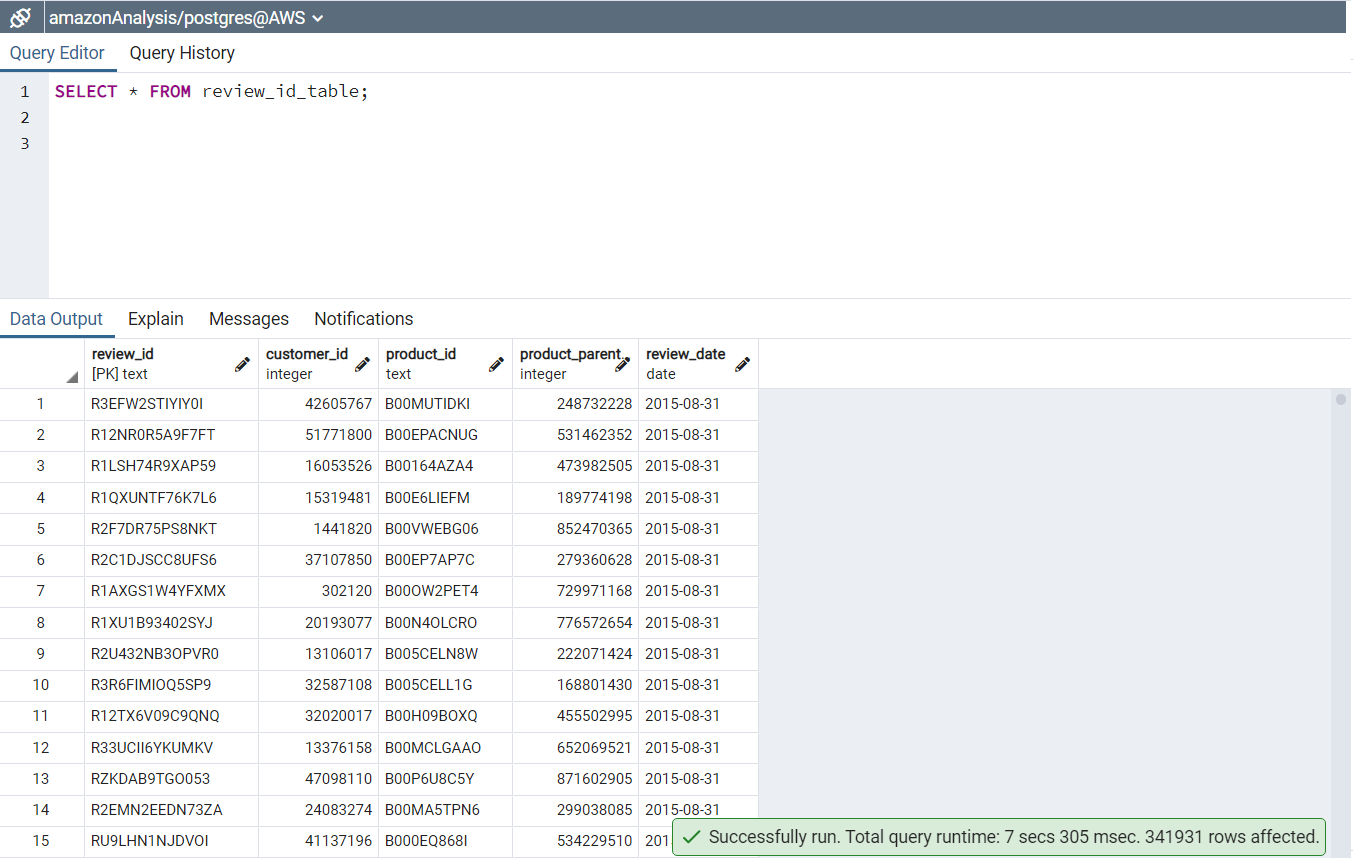 amazonAnalysis/postgres@AWS
Query Editor Query History
1 SELECT * FROM review_id_table;
2
3
Data Output Explain Messages Notifications
review_id customer_id product_id product_parent review_date
[PK] text integer text integer date
1 R3EFW2STIYIY0I 42605767 B00MUTIDKI 248732228 2015-08-31
2 R12NR0R5A9F7FT 51771800 B00EPACNUG 531462352 2015-08-31
3 R1LSH74R9XAP59 16053526 B00164AZA4 473982505 2015-08-31
4 R1QXUNTF76K7L6 15319481 B00E6LIEFM 189774198 2015-08-31
5 R2F7DR75PS8NKT 1441820 B00VWEBG06 852470365 2015-08-31
6 R2C1DJSCC8UFS6 37107850 B00EP7AP7C 279360628 2015-08-31
7 R1AXGS1W4YFXMX 302120 B00OW2PET4 729971168 2015-08-31
8 R1XU1B93402SYJ 20193077 B00N4OLCRO 776572654 2015-08-31
9 R2U432NB3OPVR0 13106017 B005CELN8W 222071424 2015-08-31
10 R3R6FIMIOQ5SP9 32587108 B005CELL1G 168801430 2015-08-31
11 R12TX6V09C9QNQ 32020017 B00H09BOXQ 455502995 2015-08-31
12 R33UCII6YKUMKV 13376158 B00MCLGAAO 652069521 2015-08-31
13 RZKDAB9TGO053 47098110 B00P6U8C5Y 871602905 2015-08-31
14 R2EMN2EEDN73ZA 24083274 B00MA5TPN6 299038085 2015-08-31
15 RU9LHN1NJDVOI 41137196 B000EQ868I 534229510 201
Successfully run. Total query runtime: 7 secs 305 msec. 341931 rows affected.